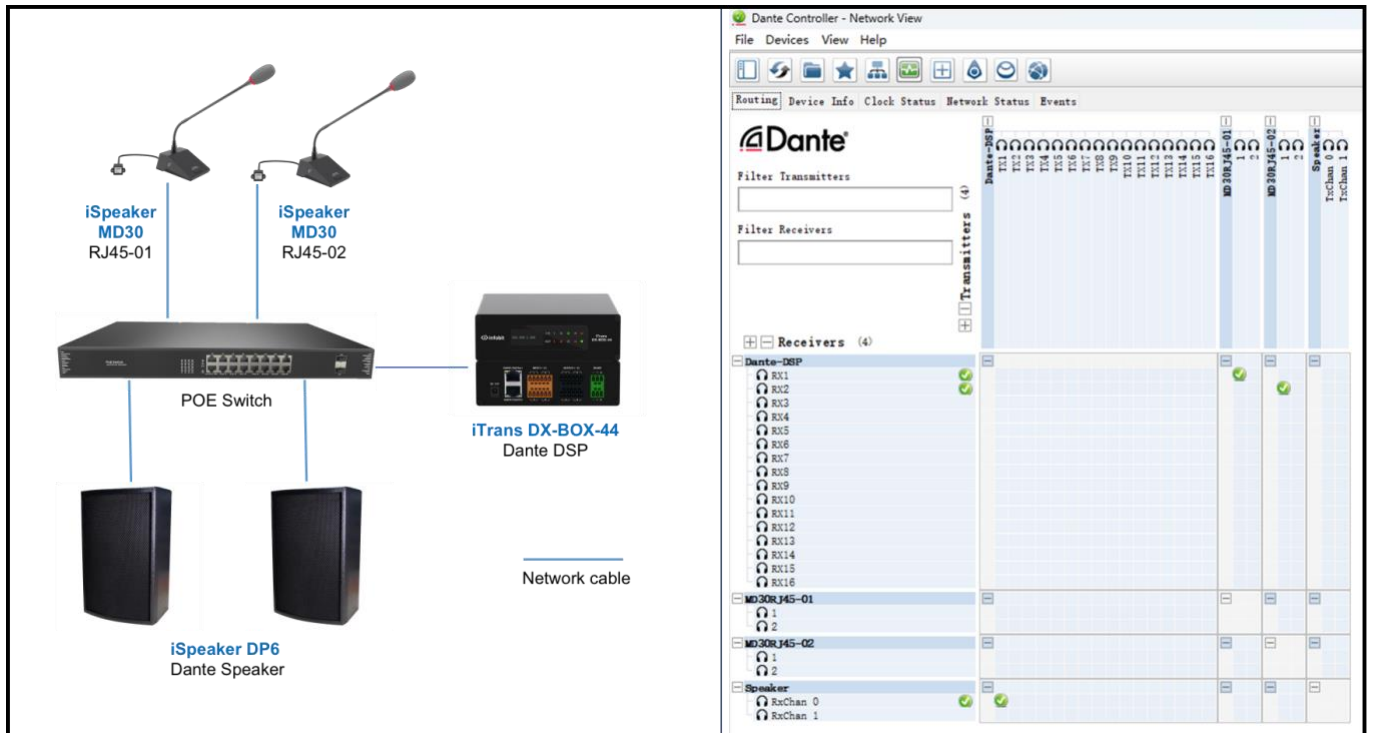 iSpeaker
MD30
RJ45-01
iSpeaker
MD30
RJ45-02
POE Switch
iTrans DX-BOX-44
Dante DSP
iSpeaker DP6
Dante Speaker
Network cable
Dante Controller - Network View
File Devices View Help
Routing Device Info Clock Status Network Status Events
Dante
Filter Transmitters
Filter Receivers
Transmitters (4)
Dante-DSP
TX1
TX2
TX3
TX4
TX5
TX6
TX7
TX8
TX9
TX10
TX11
TX12
TX13
TX14
TX15
TX16
MD30RJ45-01
1
2
MD30RJ45-02
1
2
Speaker
TxChan 0
TxChan 1
Receivers (4)
Dante-DSP
RX1
RX2
RX3
RX4
RX5
RX6
RX7
RX8
RX9
RX10
RX11
RX12
RX13
RX14
RX15
RX16
MD30RJ45-01
1
2
MD30RJ45-02
1
2
Speaker
RxChan 0
RxChan 1